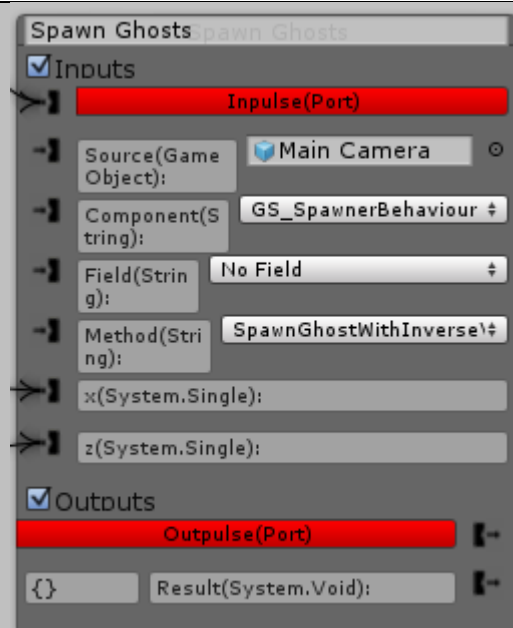 Spawn Ghosts Spawn Ghosts
Inputs
Inpulse(Port)
Source(Game
Object):
Main Camera
Component(S
tring):
GS_SpawnerBehaviour
Field(Strin
g):
No Field
Method(Stri
ng):
SpawnGhostWithInverse
x(System.Single):
z(System.Single):
Outputs
Outpulse(Port)
{}
Result(System.Void):